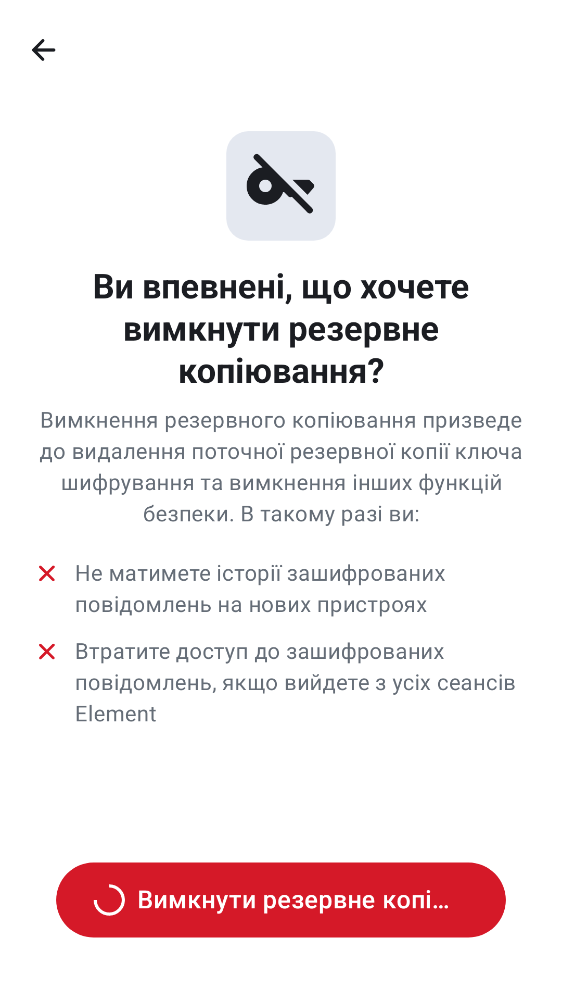 Ви впевнені, що хочете
вимкнути резервне
копіювання?
Вимкнення резервного копіювання призведе
до видалення поточної резервної копії ключа
шифрування та вимкнення інших функцій
безпеки. В такому разі ви:
Не матимете історії зашифрованих
повідомлень на нових пристроях
Втратите доступ до зашифрованих
повідомлень, якщо вийдете з усіх сеансів
Element
Вимкнути резервне копі…